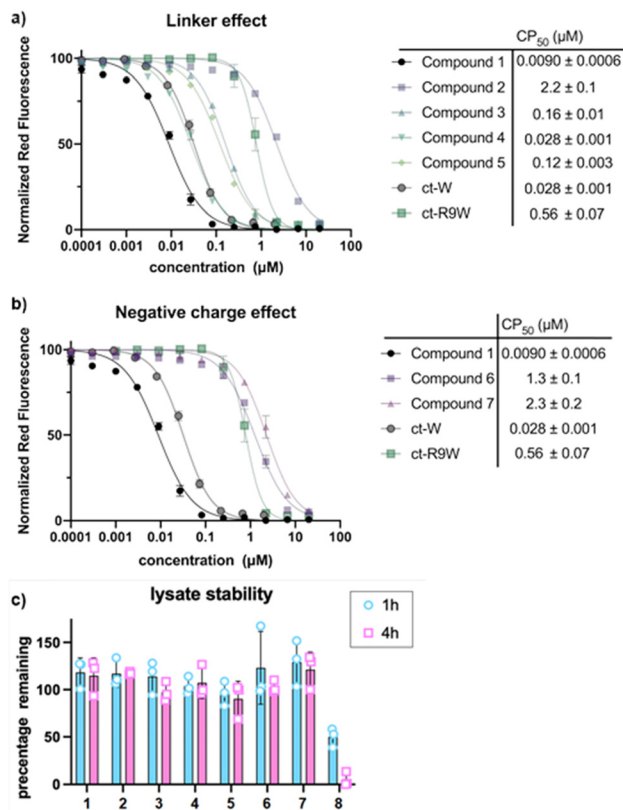 a)
Linker effect
Normalized Red Fluorescence
100
50
0
0.0001 0.001 0.01 0.1 1 10 100
concentration (µM)
CP50 (µM)
Compound 1 0.0090 ± 0.0006
Compound 2 2.2 ± 0.1
Compound 3 0.16 ± 0.01
Compound 4 0.028 ± 0.001
Compound 5 0.12 ± 0.003
ct-W 0.028 ± 0.001
ct-R9W 0.56 ± 0.07
b)
Negative charge effect
Normalized Red Fluorescence
100
50
0
0.0001 0.001 0.01 0.1 1 10 100
concentration (µM)
CP50 (µM)
Compound 1 0.0090 ± 0.0006
Compound 6 1.3 ± 0.1
Compound 7 2.3 ± 0.2
ct-W 0.028 ± 0.001
ct-R9W 0.56 ± 0.07
c)
lysate stability
1h
4h
precentage remaining
150
100
50
0
1 2 3 4 5 6 7 8